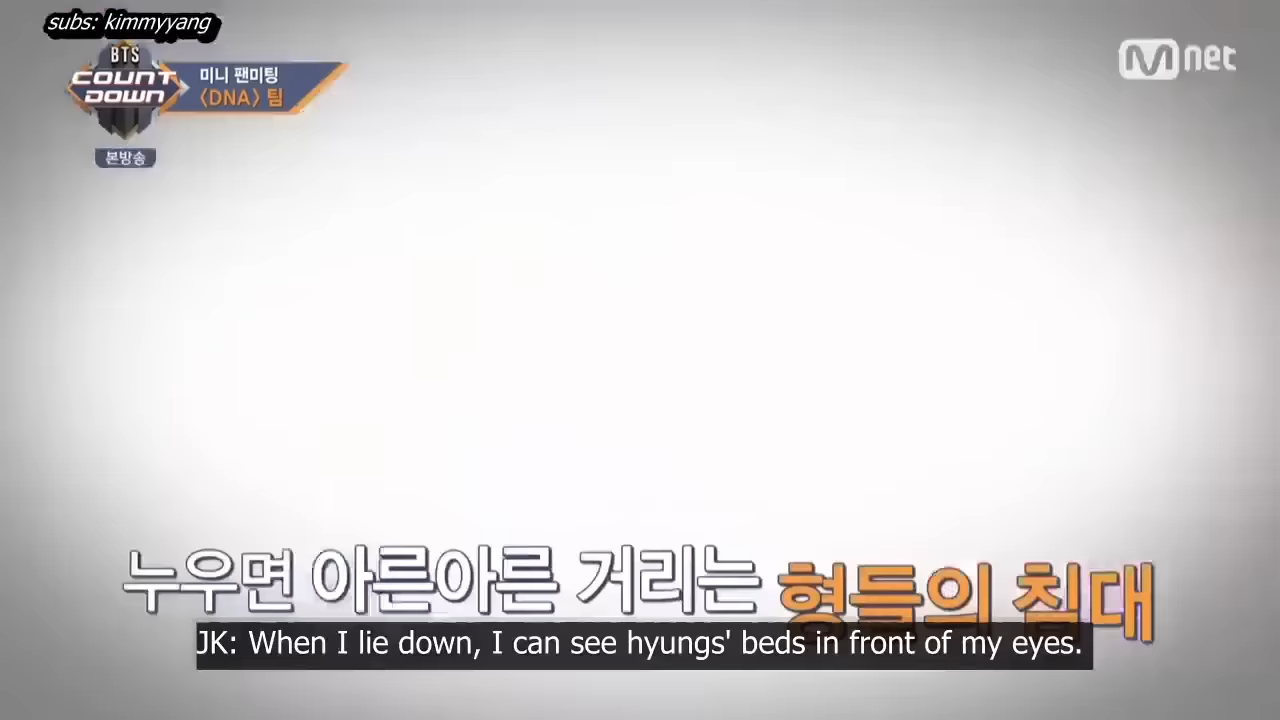 subs: kimmyyang
BTS
COUNT
DOWN
미니 팬미팅
〈DNA〉 팀
본방송
M net
누우면 아른아른 거리는 형들의 침대
JK: When I lie down, I can see hyungs' beds in front of my eyes.